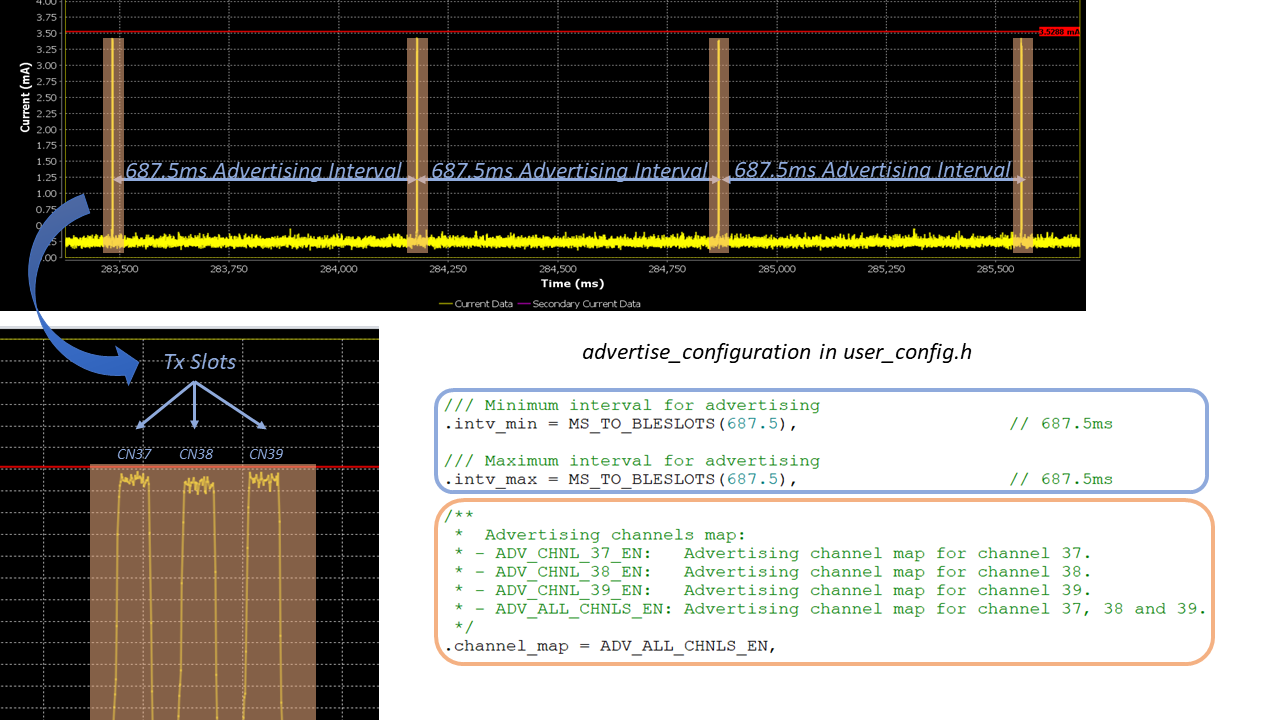 4.00
3.75
3.50
3.5288 mA
3.25
3.00
2.75
2.50
2.25
2.00
1.75
1.50
1.25
1.00
0.75
Current (mA)
687.5ms Advertising Interval
687.5ms Advertising Interval
687.5ms Advertising Interval
283,500
283,750
284,000
284,250
284,500
284,750
285,000
285,250
285,500
Time (ms)
Current Data
Secondary Current Data
Tx Slots
CN37
CN38
CN39
advertise_configuration in user_config.h
/// Minimum interval for advertising
.intv_min = MS_TO_BLESLOTS(687.5), // 687.5ms
/// Maximum interval for advertising
.intv_max = MS_TO_BLESLOTS(687.5), // 687.5ms
/**
* Advertising channels map:
* - ADV_CHNL_37_EN: Advertising channel map for channel 37.
* - ADV_CHNL_38_EN: Advertising channel map for channel 38.
* - ADV_CHNL_39_EN: Advertising channel map for channel 39.
* - ADV_ALL_CHNLS_EN: Advertising channel map for channel 37, 38 and 39.
*/
.channel_map = ADV_ALL_CHNLS_EN,